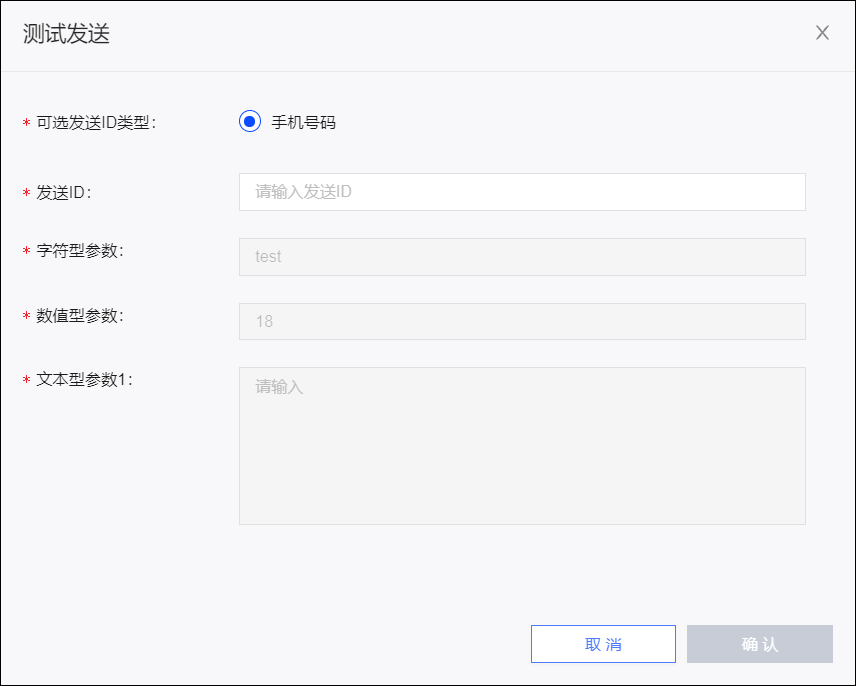 测试发送
* 可选发送ID类型: 手机号码
* 发送ID: 请输入发送ID
* 字符型参数: test
* 数值型参数: 18
* 文本型参数1: 请输入
取消 确认